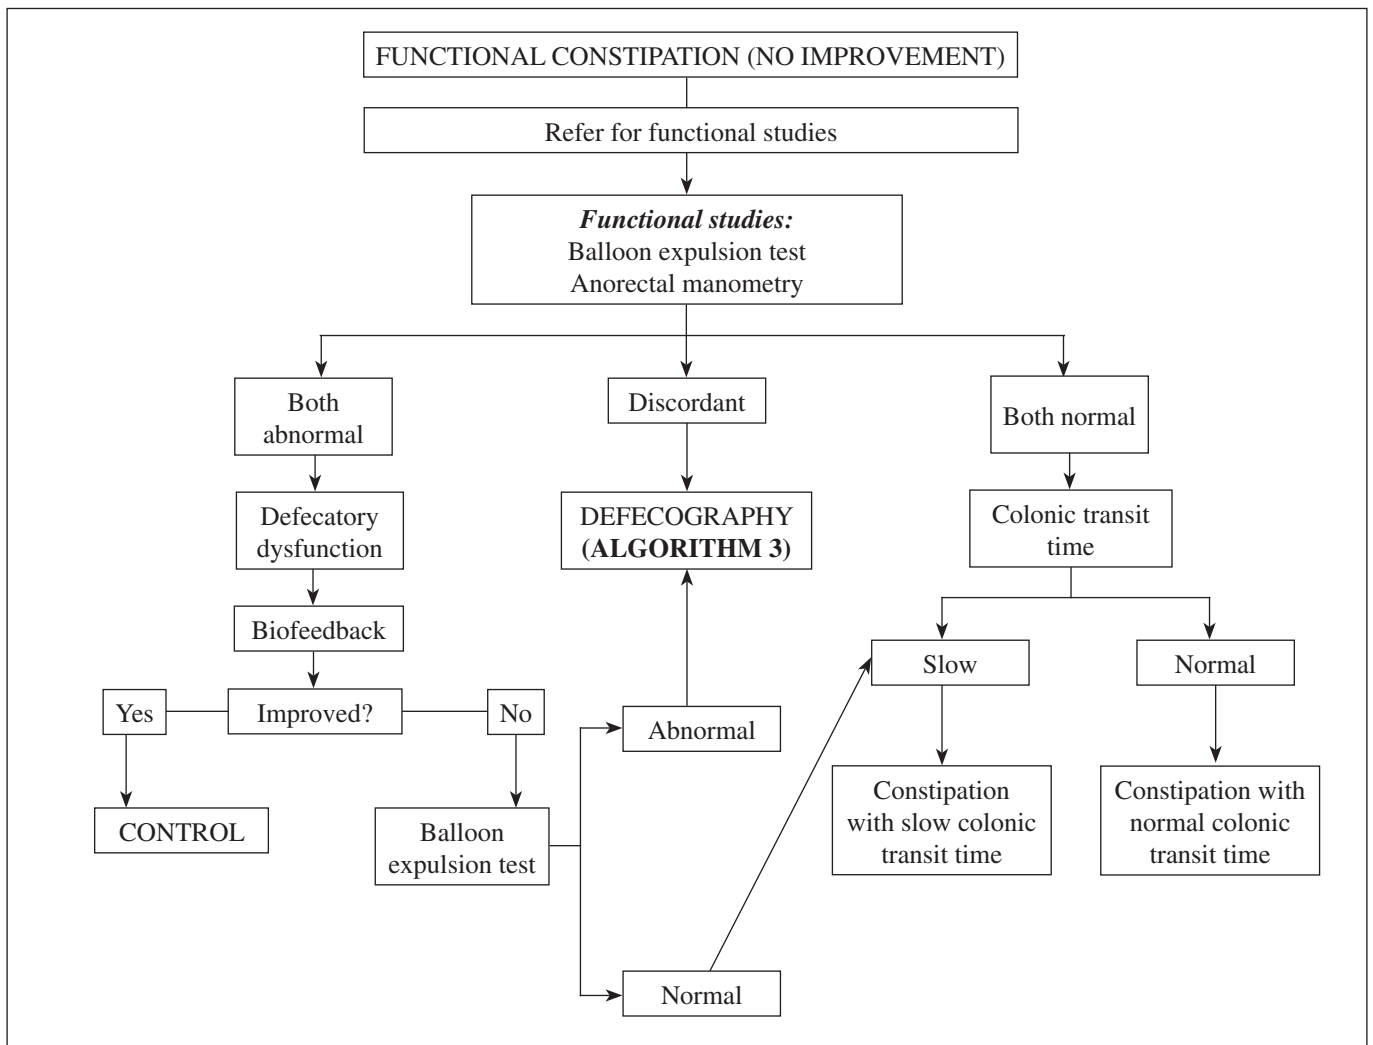 FUNCTIONAL CONSTIPATION (NO IMPROVEMENT)
Refer for functional studies
Functional studies:
Balloon expulsion test
Anorectal manometry
Both
abnormal
Discordant
Both normal
Defecatory
dysfunction
DEFECOGRAPHY
(ALGORITHM 3)
Colonic transit
time
Biofeedback
Slow
Normal
Yes
Improved?
No
Abnormal
CONTROL
Balloon
expulsion test
Constipation
with slow colonic
transit time
Constipation with
normal colonic
transit time
Normal